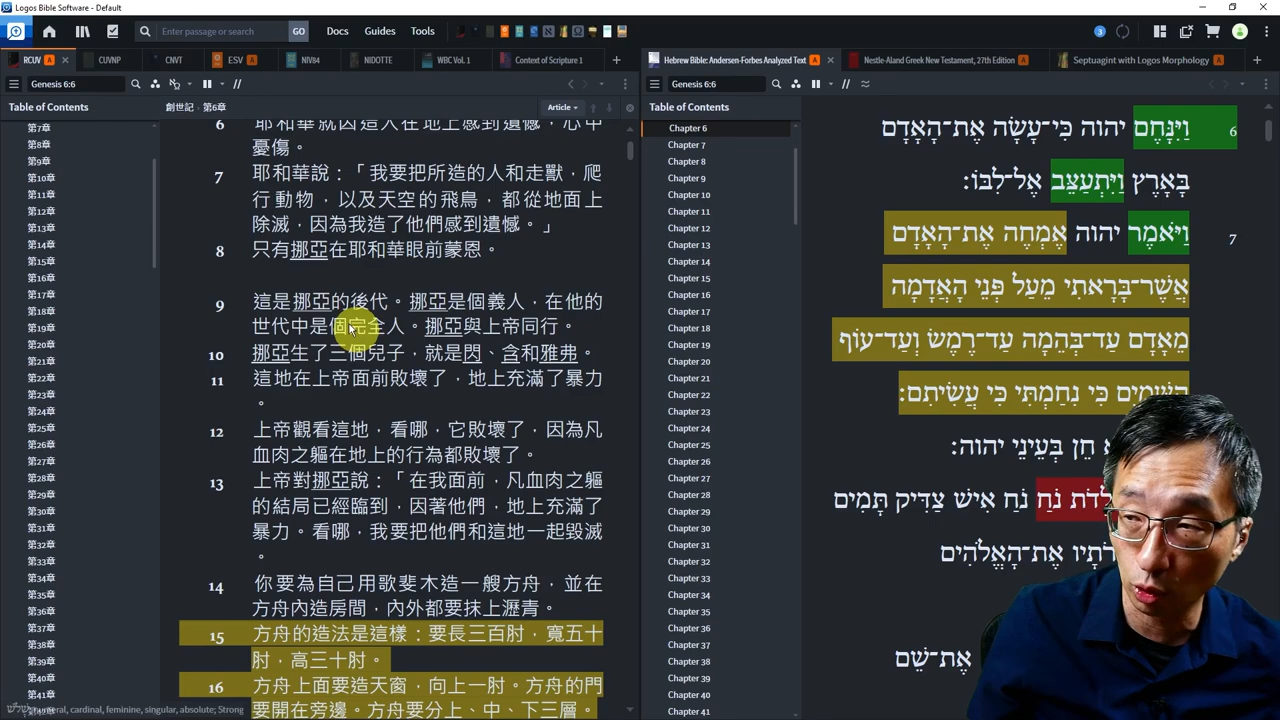 Logos Bible Software - Default
Enter passage or search
GO
Docs
Guides
Tools
3
RCUV A
CUVNP
CNVT
ESV A
NIV84
NIDOTTE
WBC Vol. 1
Context of Scripture 1
Genesis 6:6
Table of Contents
創世記 › 第6章
Article
第7章
第8章
第9章
第10章
第11章
第12章
第13章
第14章
第15章
第16章
第17章
第18章
第19章
第20章
第21章
第22章
第23章
第24章
第25章
第26章
第27章
第28章
第29章
第30章
第31章
第32章
第33章
第34章
第35章
第36章
第37章
第38章
第39章
第40章
第41章
numeral, cardinal, feminine, singular, absolute; Strong
6 耶和華就因造人在地上感到遺憾，心中
憂傷。
7 耶和華說：「我要把所造的人和走獸，爬
行動物，以及天空的飛鳥，都從地面上
除滅，因為我造了他們感到遺憾。」
8 只有挪亞在耶和華眼前蒙恩。
9 這是挪亞的後代。挪亞是個義人，在他的
世代中是個完全人。挪亞與上帝同行。
10 挪亞生了三個兒子，就是閃、含和雅弗。
11 這地在上帝面前敗壞了，地上充滿了暴力
。
12 上帝觀看這地，看哪，它敗壞了，因為凡
血肉之軀在地上的行為都敗壞了。
13 上帝對挪亞說：「在我面前，凡血肉之軀
的結局已經臨到，因著他們，地上充滿了
暴力。看哪，我要把他們和這地一起毀滅
。
14 你要為自己用歌斐木造一艘方舟，並在
方舟內造房間，內外都要抹上瀝青。
15 方舟的造法是這樣：要長三百肘，寬五十
肘，高三十肘。
16 方舟上面要造天窗，向上一肘。方舟的門
要開在旁邊。方舟要分上、中、下三層。
Hebrew Bible: Andersen-Forbes Analyzed Text A
Nestle-Aland Greek New Testament, 27th Edition A
Septuagint with Logos Morphology A
Genesis 6:6
Table of Contents
Chapter 6
Chapter 7
Chapter 8
Chapter 9
Chapter 10
Chapter 11
Chapter 12
Chapter 13
Chapter 14
Chapter 15
Chapter 16
Chapter 17
Chapter 18
Chapter 19
Chapter 20
Chapter 21
Chapter 22
Chapter 23
Chapter 24
Chapter 25
Chapter 26
Chapter 27
Chapter 28
Chapter 29
Chapter 30
Chapter 31
Chapter 32
Chapter 33
Chapter 34
Chapter 35
Chapter 36
Chapter 37
Chapter 38
Chapter 39
Chapter 40
Chapter 41
6 וַיִּנָּחֶם יהוה כִּי־עָשָׂה אֶת־הָאָדָם
בָּאָרֶץ וַיִּתְעַצֵּב אֶל־לִבּוֹ׃
7 וַיֹּאמֶר יהוה אֶמְחֶה אֶת־הָאָדָם
אֲשֶׁר־בָּרָאתִי מֵעַל פְּנֵי הָאֲדָמָה
מֵאָדָם עַד־בְּהֵמָה עַד־רֶמֶשׂ וְעַד־עוֹף
הַשָּׁמָיִם כִּי נִחַמְתִּי כִּי עֲשִׂיתִם׃
חֵן בְּעֵינֵי יהוה׃
נֹחַ נֹחַ אִישׁ צַדִּיק תָּמִים
אֶת־הָאֱלֹהִים
אֶת־שֵׁם